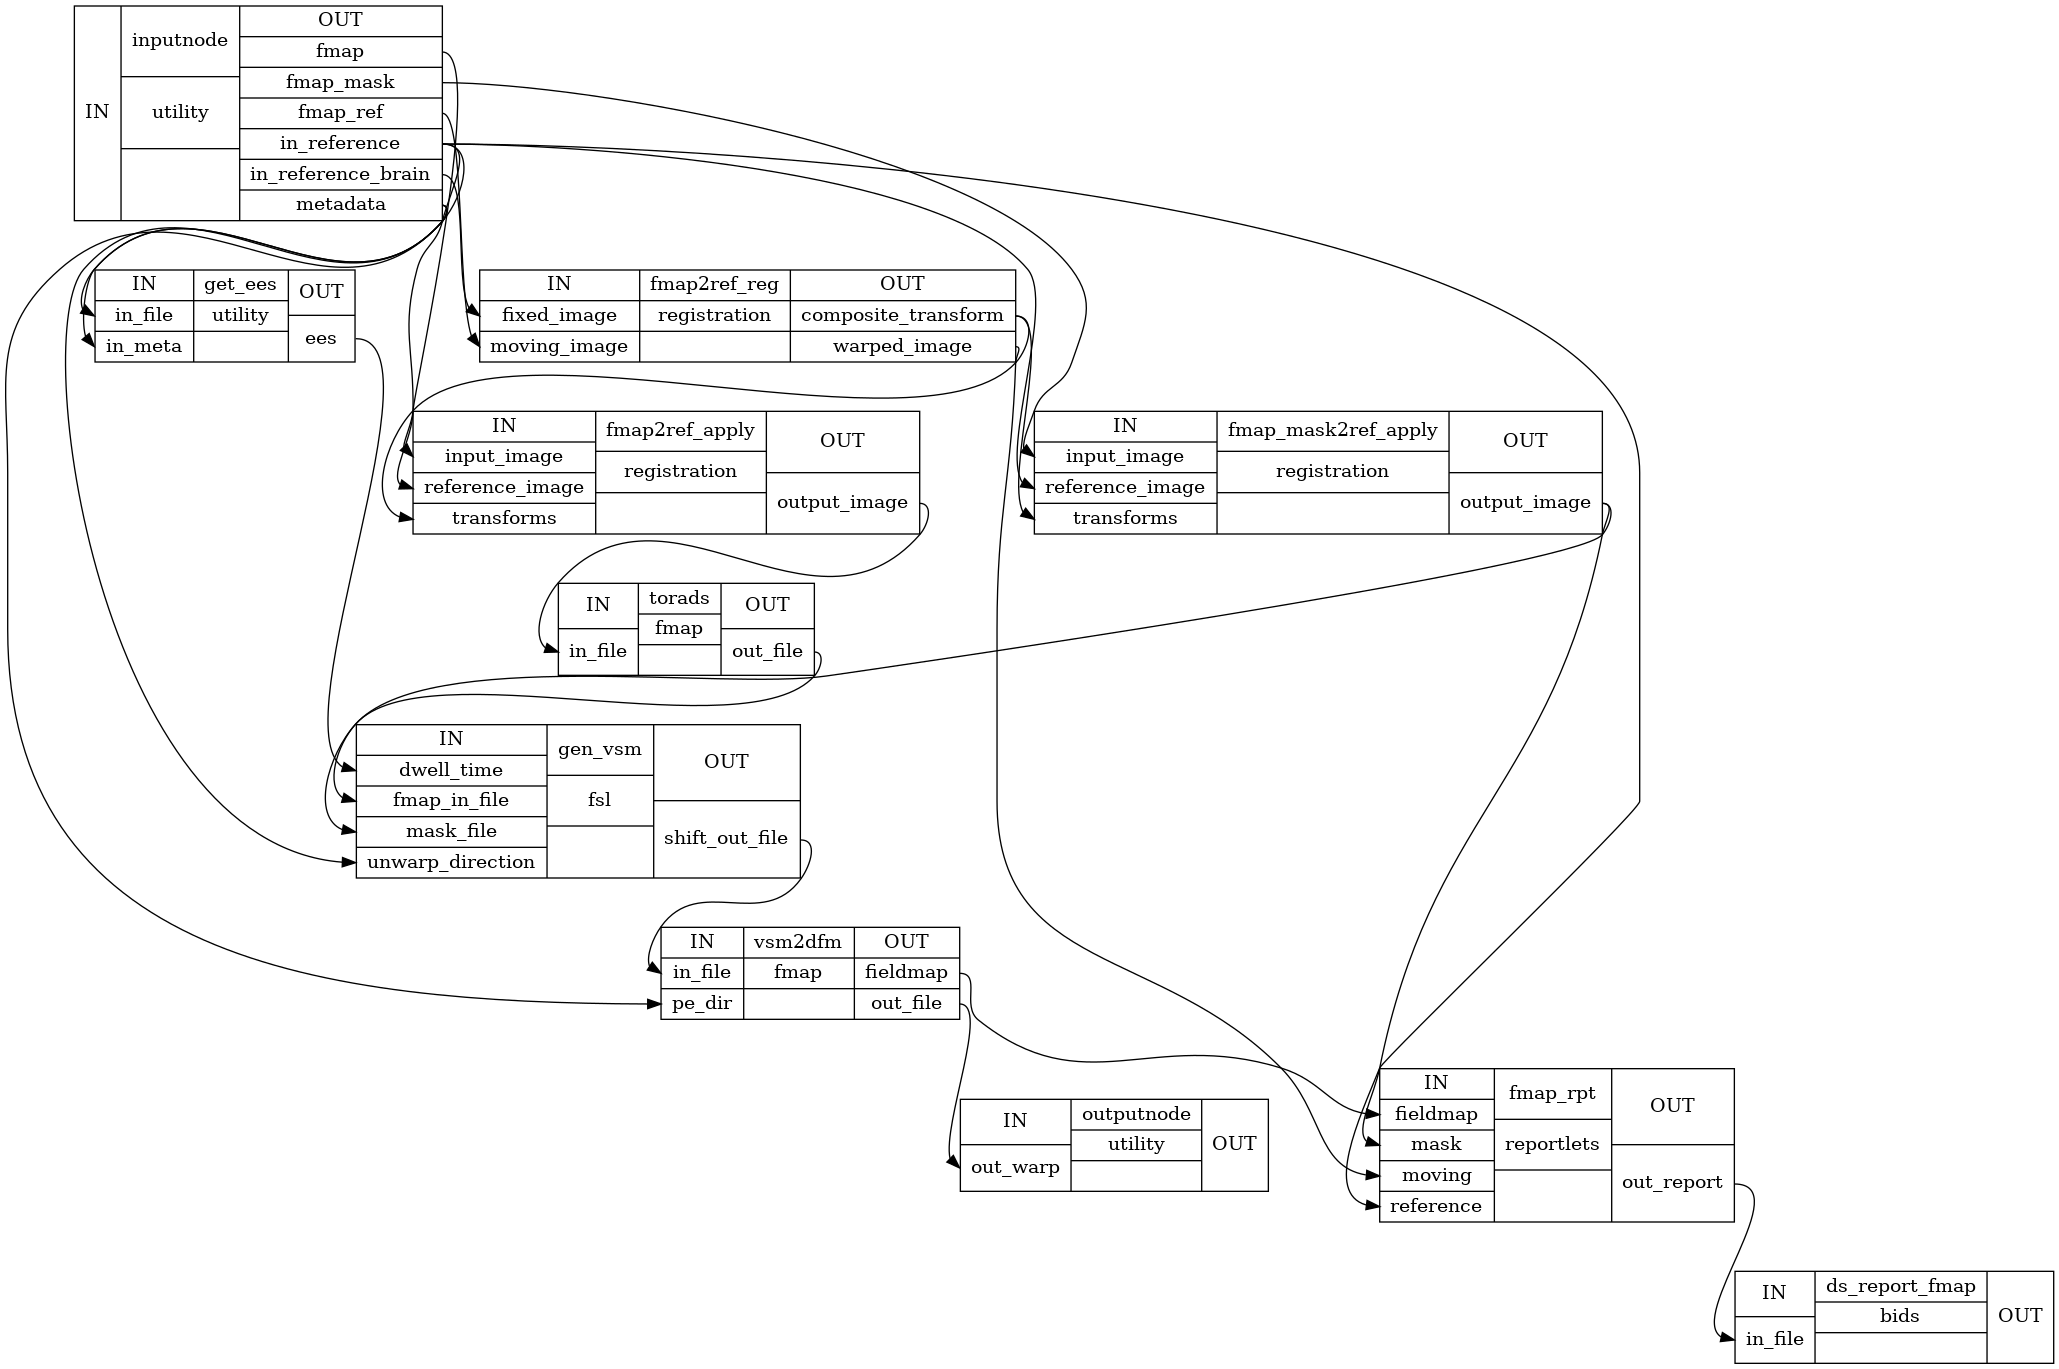 IN
inputnode
utility
OUT
fmap
fmap_mask
fmap_ref
in_reference
in_reference_brain
metadata
IN
in_file
in_meta
get_ees
utility
OUT
ees
IN
fixed_image
moving_image
fmap2ref_reg
registration
OUT
composite_transform
warped_image
IN
input_image
reference_image
transforms
fmap2ref_apply
registration
OUT
output_image
IN
input_image
reference_image
transforms
fmap_mask2ref_apply
registration
OUT
output_image
IN
in_file
torads
fmap
OUT
out_file
IN
dwell_time
fmap_in_file
mask_file
unwarp_direction
gen_vsm
fsl
OUT
shift_out_file
IN
in_file
pe_dir
vsm2dfm
fmap
OUT
fieldmap
out_file
IN
out_warp
outputnode
utility
OUT
IN
fieldmap
mask
moving
reference
fmap_rpt
reportlets
OUT
out_report
IN
in_file
ds_report_fmap
bids
OUT